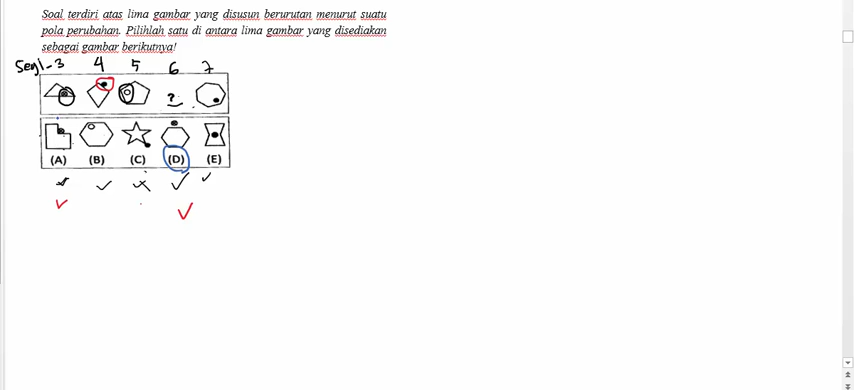 Soal terdiri atas lima gambar yang disusun berurutan menurut suatu
pola perubahan. Pilihlah satu di antara lima gambar yang disediakan
sebagai gambar berikutnya!
Segi - 3 4 5 6 7
?
(A) (B) (C) (D) (E)